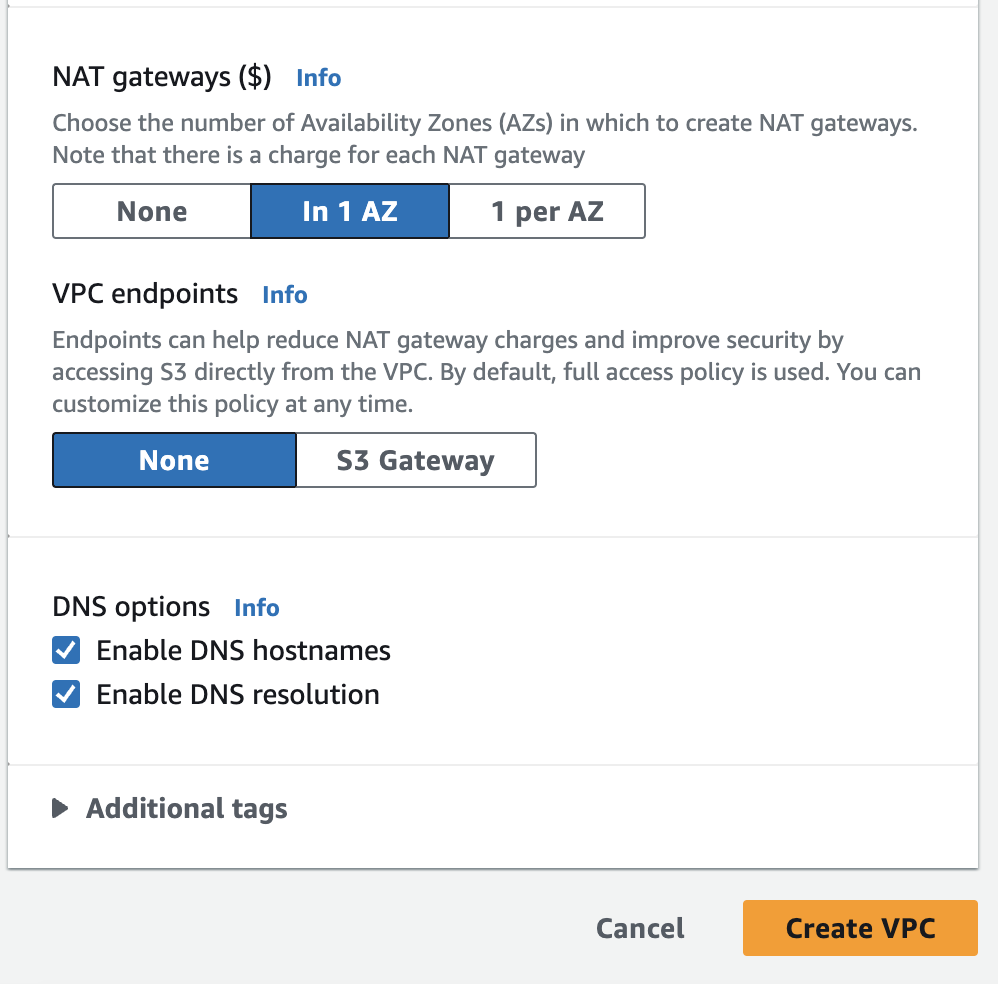 NAT gateways ($) Info
Choose the number of Availability Zones (AZs) in which to create NAT gateways.
Note that there is a charge for each NAT gateway
None In 1 AZ 1 per AZ
VPC endpoints Info
Endpoints can help reduce NAT gateway charges and improve security by
accessing S3 directly from the VPC. By default, full access policy is used. You can
customize this policy at any time.
None S3 Gateway
DNS options Info
Enable DNS hostnames
Enable DNS resolution
Additional tags
Cancel Create VPC